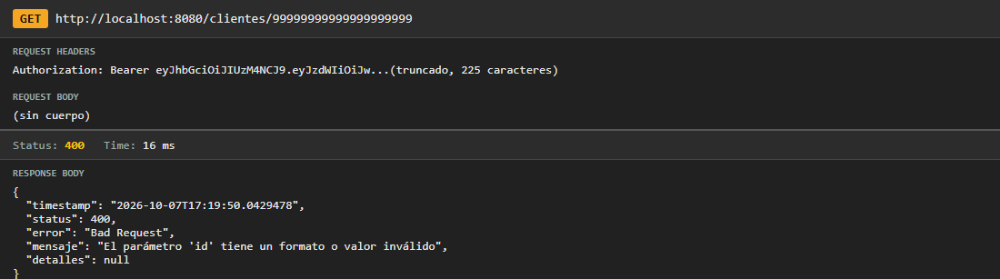 GET http://localhost:8080/clientes/99999999999999999999
REQUEST HEADERS
Authorization: Bearer eyJhbGciOiJIUzM4NCJ9.eyJzdWIiOiJw...(truncado, 225 caracteres)
REQUEST BODY
(sin cuerpo)
Status: 400 Time: 16 ms
RESPONSE BODY
{
  "timestamp": "2026-10-07T17:19:50.0429478",
  "status": 400,
  "error": "Bad Request",
  "mensaje": "El parámetro 'id' tiene un formato o valor inválido",
  "detalles": null
}